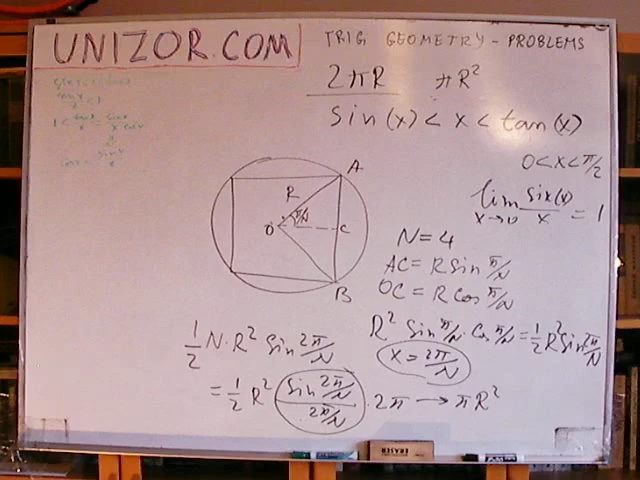 UNIZOR.COM
TRIG GEOMETRY - PROBLEMS
2πR πR²
sin(x) < x < tan(x)
0 < x < π/2
lim sin(x)/x = 1
x→0
A
R
π/N
O
C
B
N = 4
AC = R sin π/N
OC = R cos π/N
R² sin π/N · cos π/N = 1/2 R² sin 2π/N
x = 2π/N
1/2 N · R² sin 2π/N
= 1/2 R² (sin 2π/N)/(2π/N) · 2π → πR²
ERASER